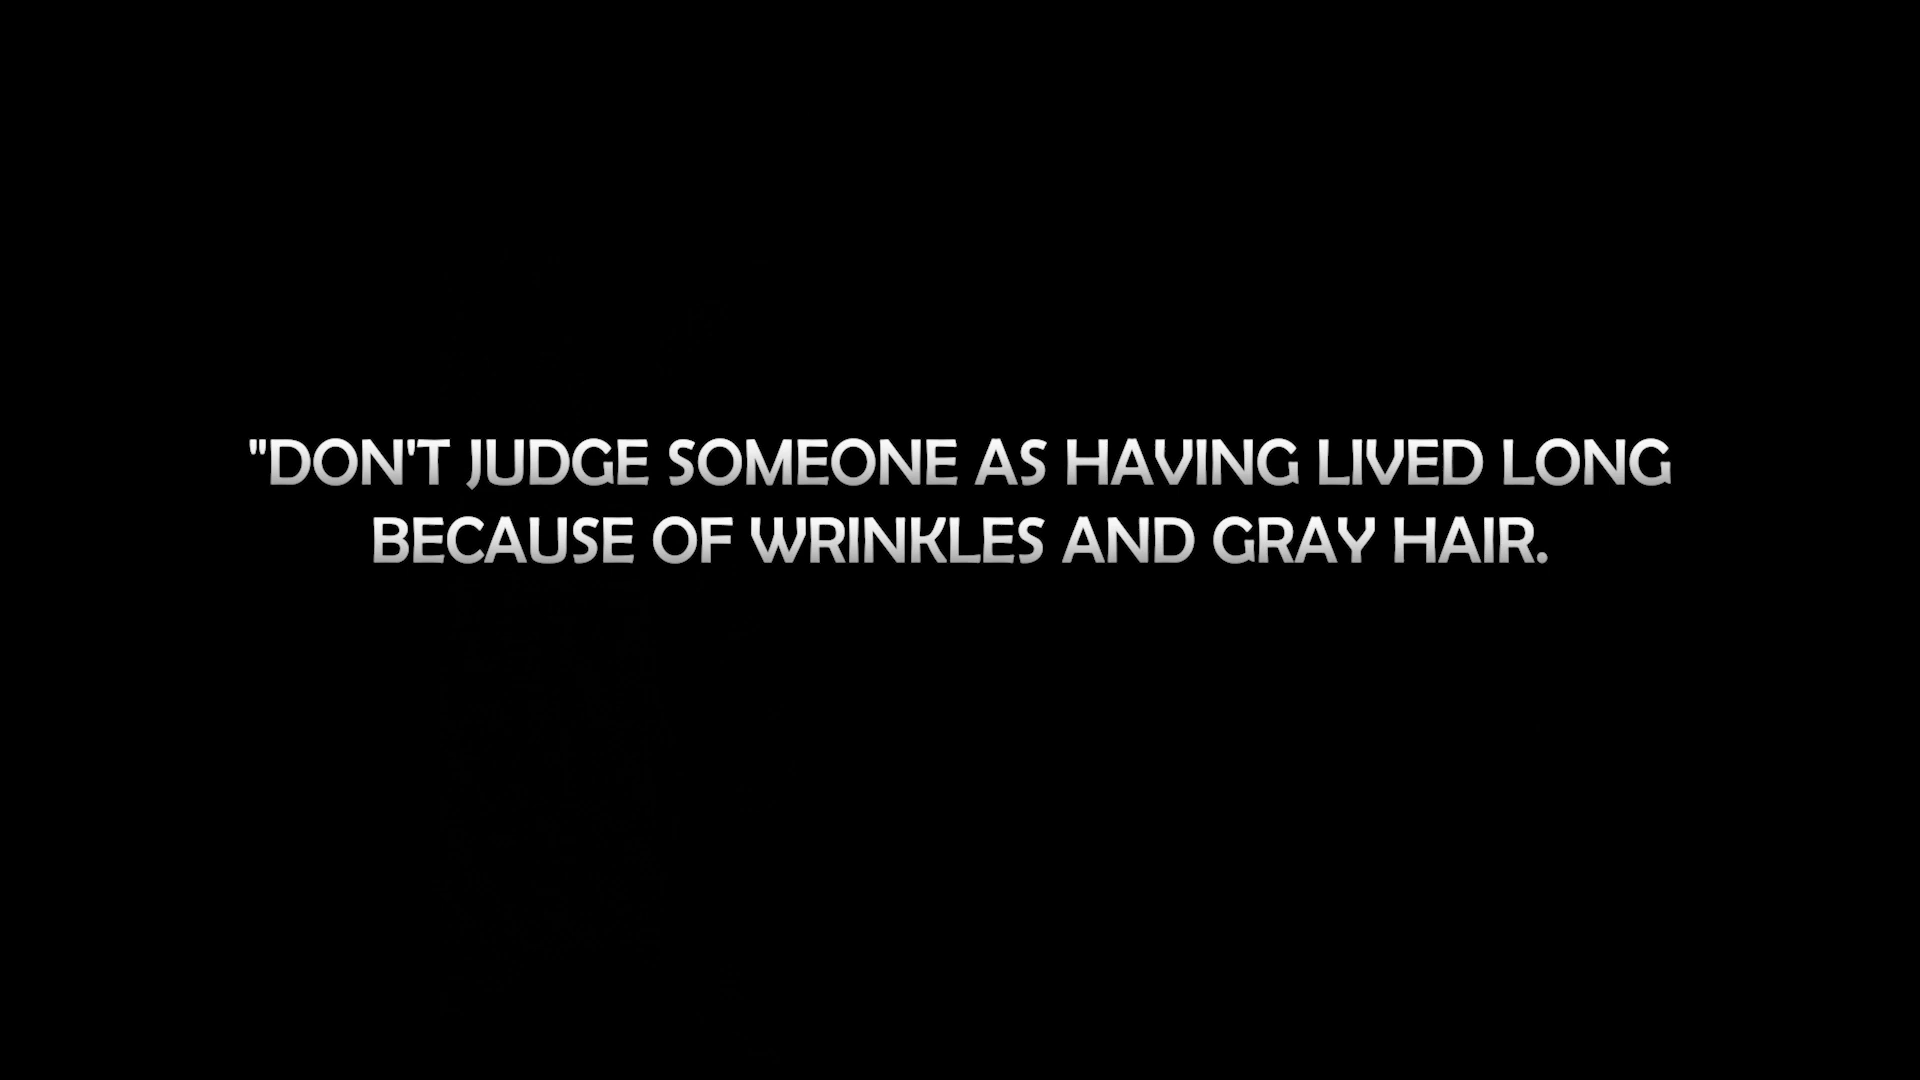 "DON'T JUDGE SOMEONE AS HAVING LIVED LONG
BECAUSE OF WRINKLES AND GRAY HAIR.